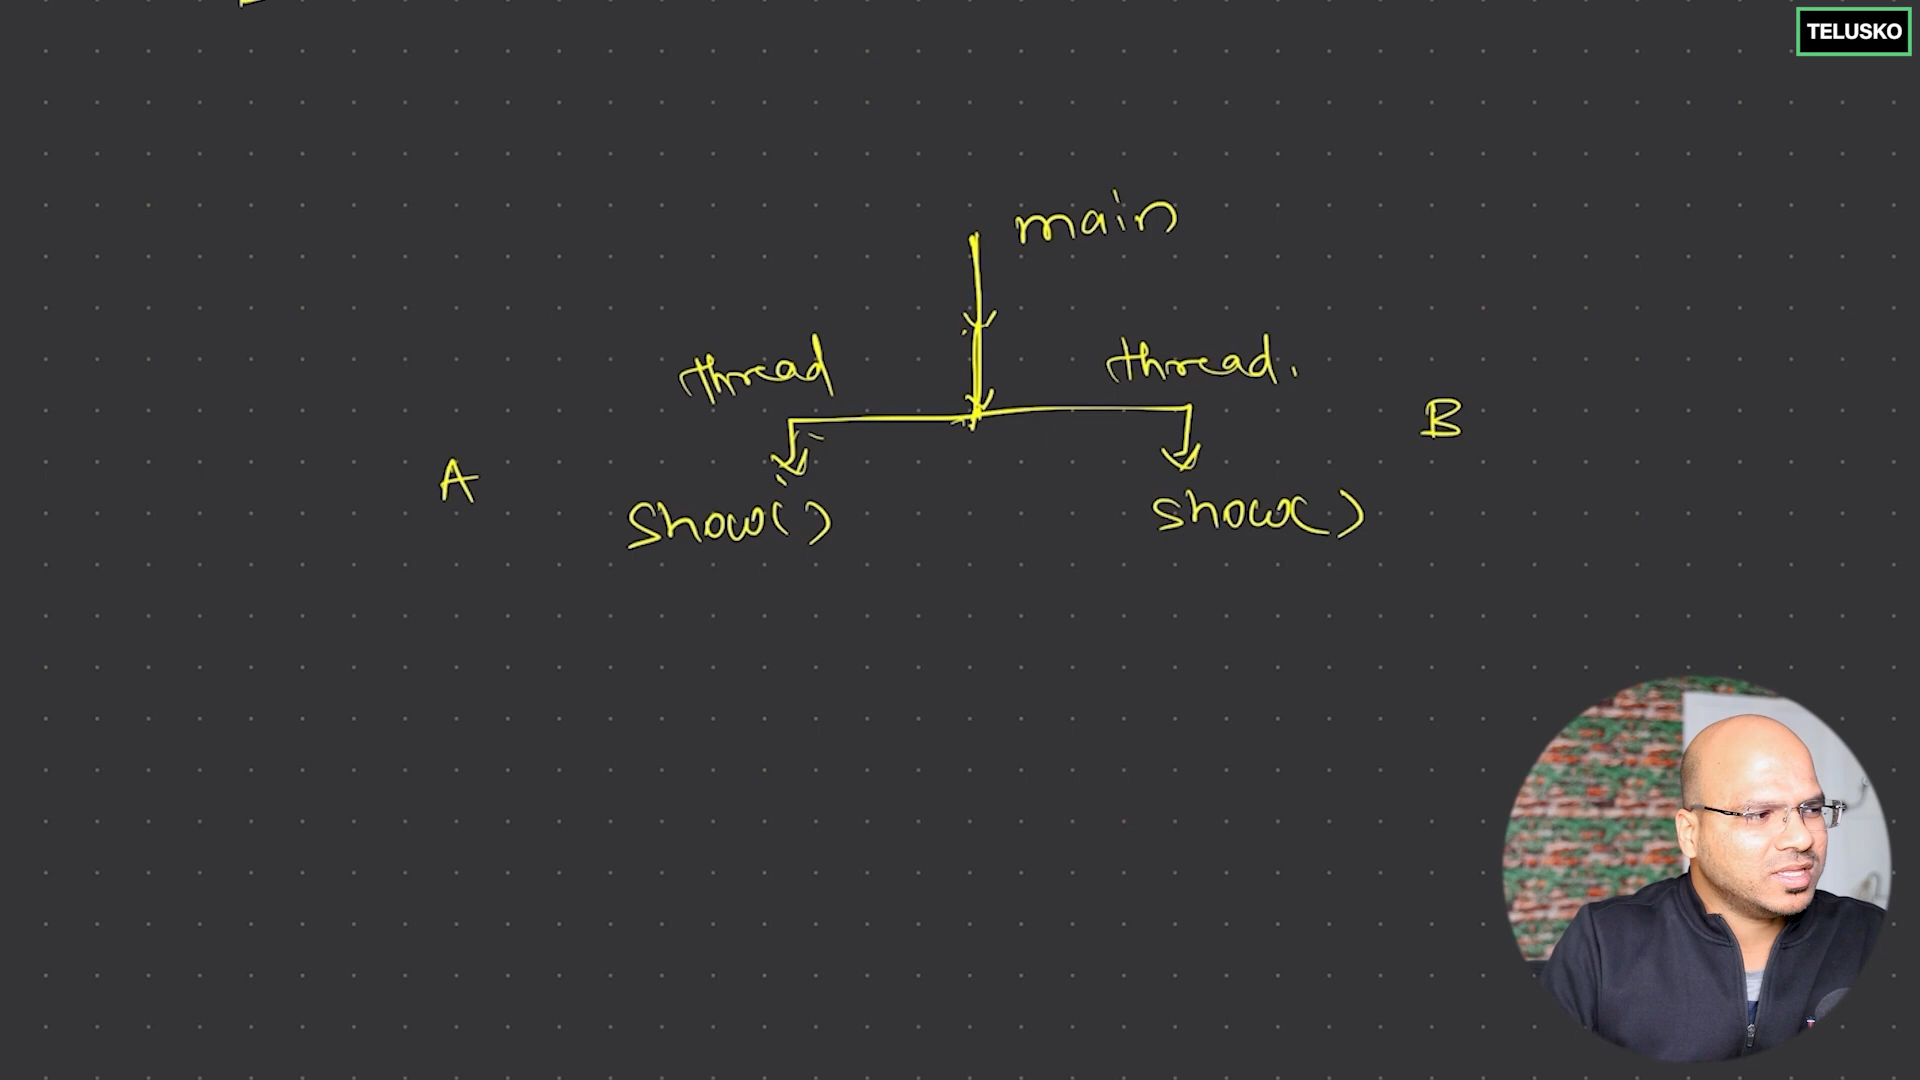 TELUSKO
main
thread
thread.
A
B
show()
show()